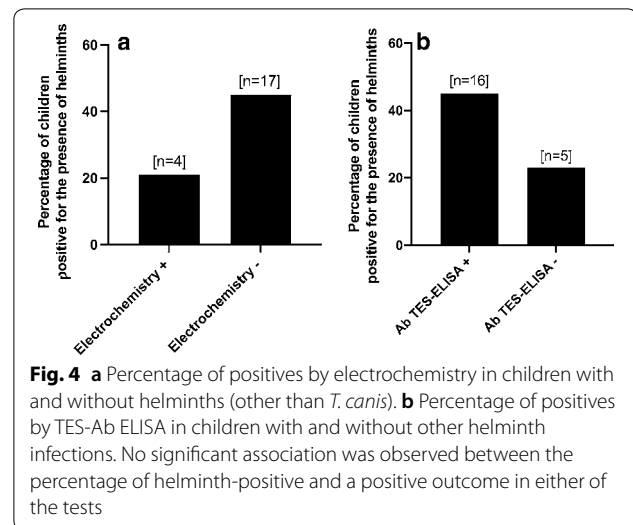 a
Percentage of children
positive for the presence of helminths
60
40
20
0
[n=4]
[n=17]
Electrochemistry +
Electrochemistry -
b
Percentage of children
positive for the presence of helminths
60
40
20
0
[n=16]
[n=5]
Ab TES-ELISA +
Ab TES-ELISA -
Fig. 4 a Percentage of positives by electrochemistry in children with
and without helminths (other than T. canis). b Percentage of positives
by TES-Ab ELISA in children with and without other helminth
infections. No significant association was observed between the
percentage of helminth-positive and a positive outcome in either of
the tests